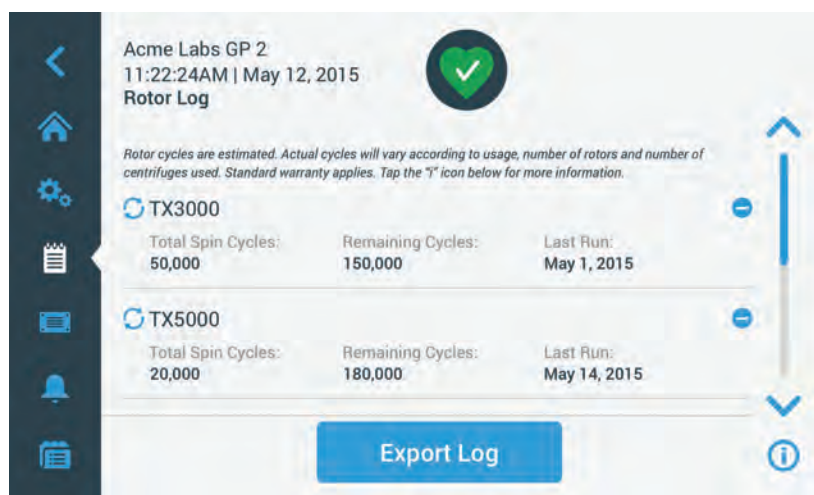 Acme Labs GP 2
11:22:24AM | May 12, 2015
Rotor Log
Rotor cycles are estimated. Actual cycles will vary according to usage, number of rotors and number of
centrifuges used. Standard warranty applies. Tap the "i" icon below for more information.
TX3000
Total Spin Cycles: Remaining Cycles: Last Run:
50,000 150,000 May 1, 2015
TX5000
Total Spin Cycles: Remaining Cycles: Last Run:
20,000 180,000 May 14, 2015
Export Log
i